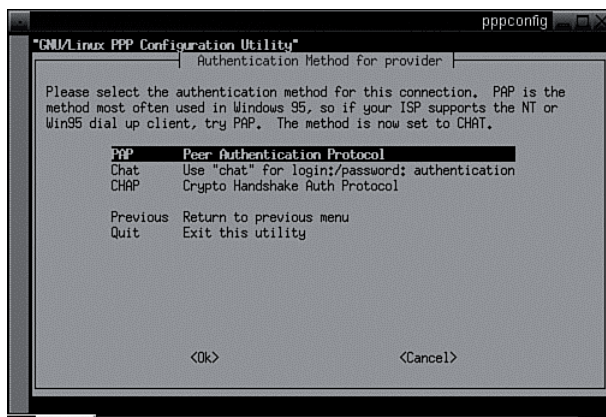 pppconfig
"GNU/Linux PPP Configuration Utility"
Authentication Method for provider
Please select the authentication method for this connection. PAP is the
method most often used in Windows 95, so if your ISP supports the NT or
Win95 dial up client, try PAP. The method is now set to CHAT.
PAP Peer Authentication Protocol
Chat Use "chat" for login:/password: authentication
CHAP Crypto Handshake Auth Protocol
Previous Return to previous menu
Quit Exit this utility
<Ok> <Cancel>